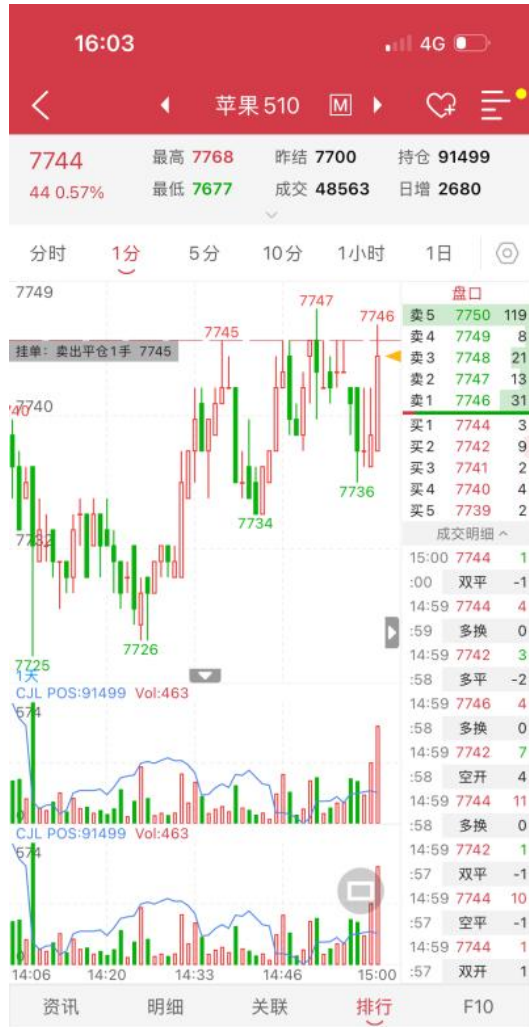 16:03 4G
苹果510 M
7744 最高 7768 昨结 7700 持仓 91499
44 0.57% 最低 7677 成交 48563 日增 2680
分时 1分 5分 10分 1小时 1日
7749
7747
7746
7745
挂单: 卖出平仓1手 7745
7740
7736
7734
7732
7726
7725
1天
盘口
卖5 7750 119
卖4 7749 8
卖3 7748 21
卖2 7747 13
卖1 7746 31
买1 7744 3
买2 7742 9
买3 7741 2
买4 7740 4
买5 7739 2
成交明细
15:00 7744 1
:00 双平 -1
14:59 7744 4
:59 多换 0
14:59 7742 3
:58 多平 -2
14:59 7746 4
:58 多换 0
14:59 7742 7
:58 空开 4
14:59 7744 11
:58 多换 0
14:59 7742 1
:57 双平 -1
14:59 7744 10
:57 空平 -1
14:59 7744 1
:57 双开 1
CJL POS:91499 Vol:463
574
0
CJL POS:91499 Vol:463
574
0
14:06 14:20 14:33 14:46 15:00
资讯 明细 关联 排行 F10